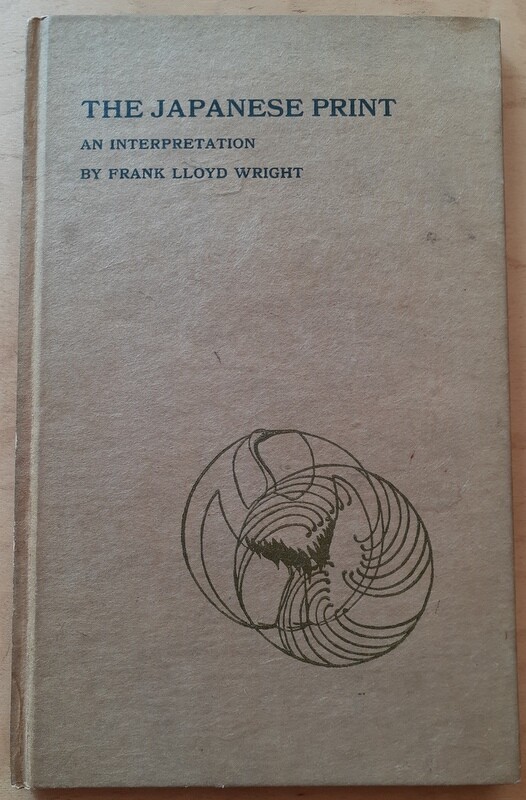 THE JAPANESE PRINT
AN INTERPRETATION
BY FRANK LLOYD WRIGHT